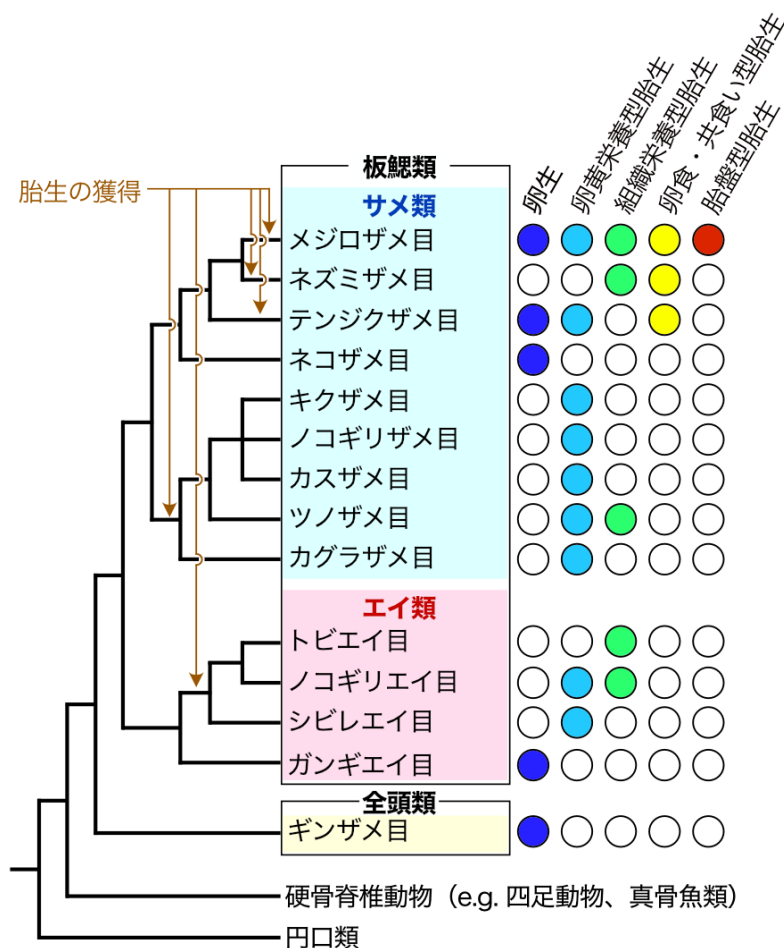 卵生
卵黄栄養型胎生
組織栄養型胎生
卵食・共食い型胎生
胎盤型胎生
板鰓類
胎生の獲得
サメ類
メジロザメ目
ネズミザメ目
テンジクザメ目
ネコザメ目
キクザメ目
ノコギリザメ目
カスザメ目
ツノザメ目
カグラザメ目
エイ類
トビエイ目
ノコギリエイ目
シビレエイ目
ガンギエイ目
全頭類
ギンザメ目
硬骨脊椎動物（e.g. 四足動物、真骨魚類）
円口類